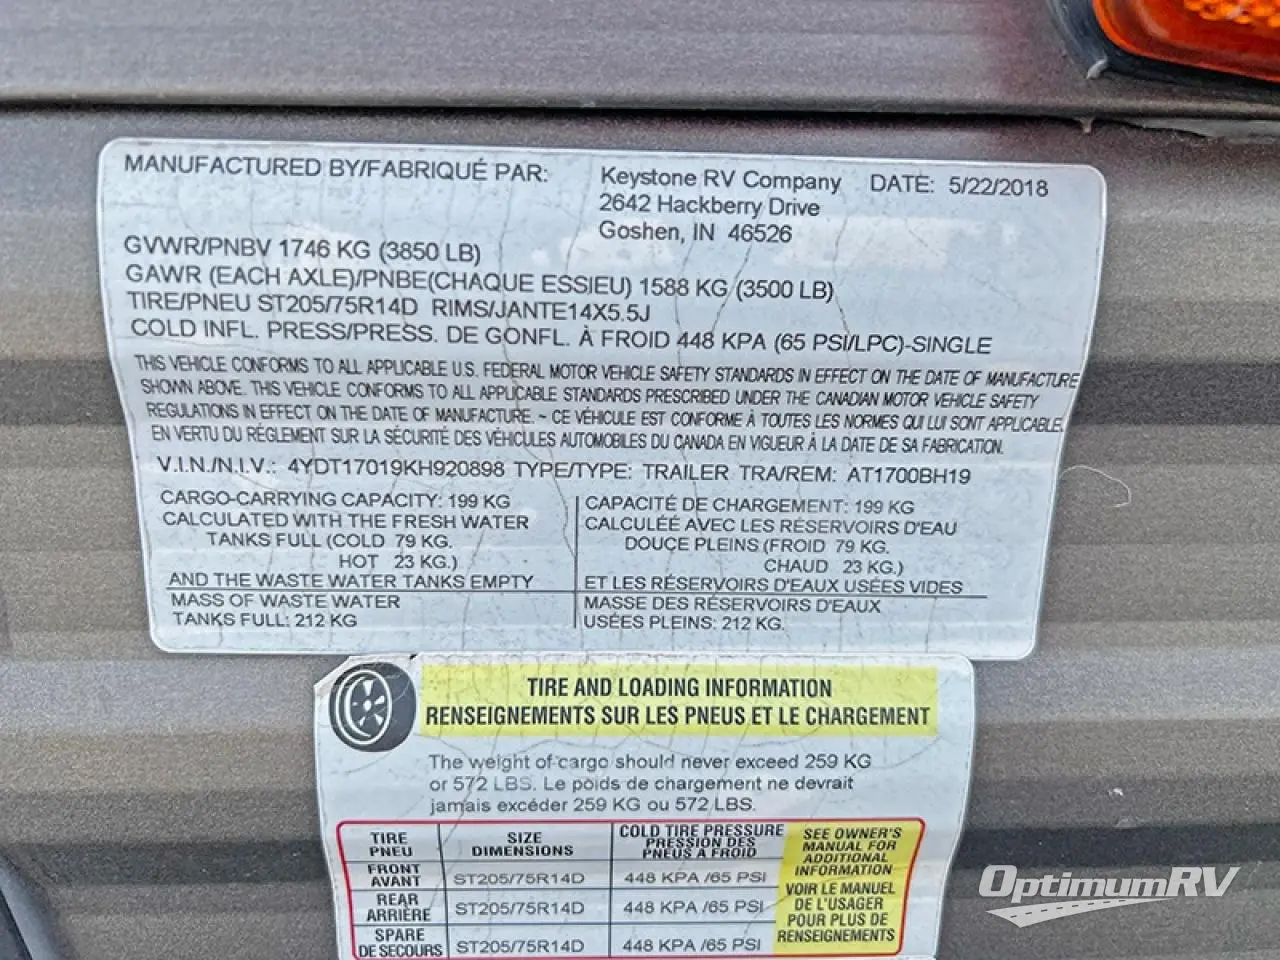 MANUFACTURED BY/FABRIQUÉ PAR: Keystone RV Company DATE: 5/22/2018
2642 Hackberry Drive
Goshen, IN 46526
GVWR/PNBV 1746 KG (3850 LB)
GAWR (EACH AXLE)/PNBE(CHAQUE ESSIEU) 1588 KG (3500 LB)
TIRE/PNEU ST205/75R14D RIMS/JANTE14X5.5J
COLD INFL. PRESS/PRESS. DE GONFL. À FROID 448 KPA (65 PSI/LPC)-SINGLE
THIS VEHICLE CONFORMS TO ALL APPLICABLE U.S. FEDERAL MOTOR VEHICLE SAFETY STANDARDS IN EFFECT ON THE DATE OF MANUFACTURE
SHOWN ABOVE. THIS VEHICLE CONFORMS TO ALL APPLICABLE STANDARDS PRESCRIBED UNDER THE CANADIAN MOTOR VEHICLE SAFETY
REGULATIONS IN EFFECT ON THE DATE OF MANUFACTURE. ~ CE VÉHICULE EST CONFORME À TOUTES LES NORMES QUI LUI SONT APPLICABLE
EN VERTU DU RÉGLEMENT SUR LA SÉCURITÉ DES VÉHICULES AUTOMOBILES DU CANADA EN VIGUEUR À LA DATE DE SA FABRICATION.
V.I.N./N.I.V.: 4YDT17019KH920898 TYPE/TYPE: TRAILER TRA/REM: AT1700BH19
CARGO-CARRYING CAPACITY: 199 KG
CALCULATED WITH THE FRESH WATER
TANKS FULL (COLD 79 KG.
HOT 23 KG.)
AND THE WASTE WATER TANKS EMPTY
MASS OF WASTE WATER
TANKS FULL: 212 KG
CAPACITÉ DE CHARGEMENT: 199 KG
CALCULÉE AVEC LES RÉSERVOIRS D'EAU
DOUCE PLEINS (FROID 79 KG.
CHAUD 23 KG.)
ET LES RÉSERVOIRS D'EAUX USÉES VIDES
MASSE DES RÉSERVOIRS D'EAUX
USÉES PLEINS: 212 KG.
TIRE AND LOADING INFORMATION
RENSEIGNEMENTS SUR LES PNEUS ET LE CHARGEMENT
The weight of cargo should never exceed 259 KG
or 572 LBS. Le poids de chargement ne devrait
jamais excéder 259 KG ou 572 LBS.
TIRE
PNEU
SIZE
DIMENSIONS
COLD TIRE PRESSURE
PRESSION DES
PNEUS A FROID
FRONT
AVANT
ST205/75R14D
448 KPA /65 PSI
REAR
ARRIÈRE
ST205/75R14D
448 KPA /65 PSI
SPARE
DE SECOURS
ST205/75R14D
448 KPA /65 PSI
SEE OWNER'S
MANUAL FOR
ADDITIONAL
INFORMATION
VOIR LE MANUEL
DE L'USAGER
POUR PLUS DE
RENSEIGNEMENTS
OptimumRV